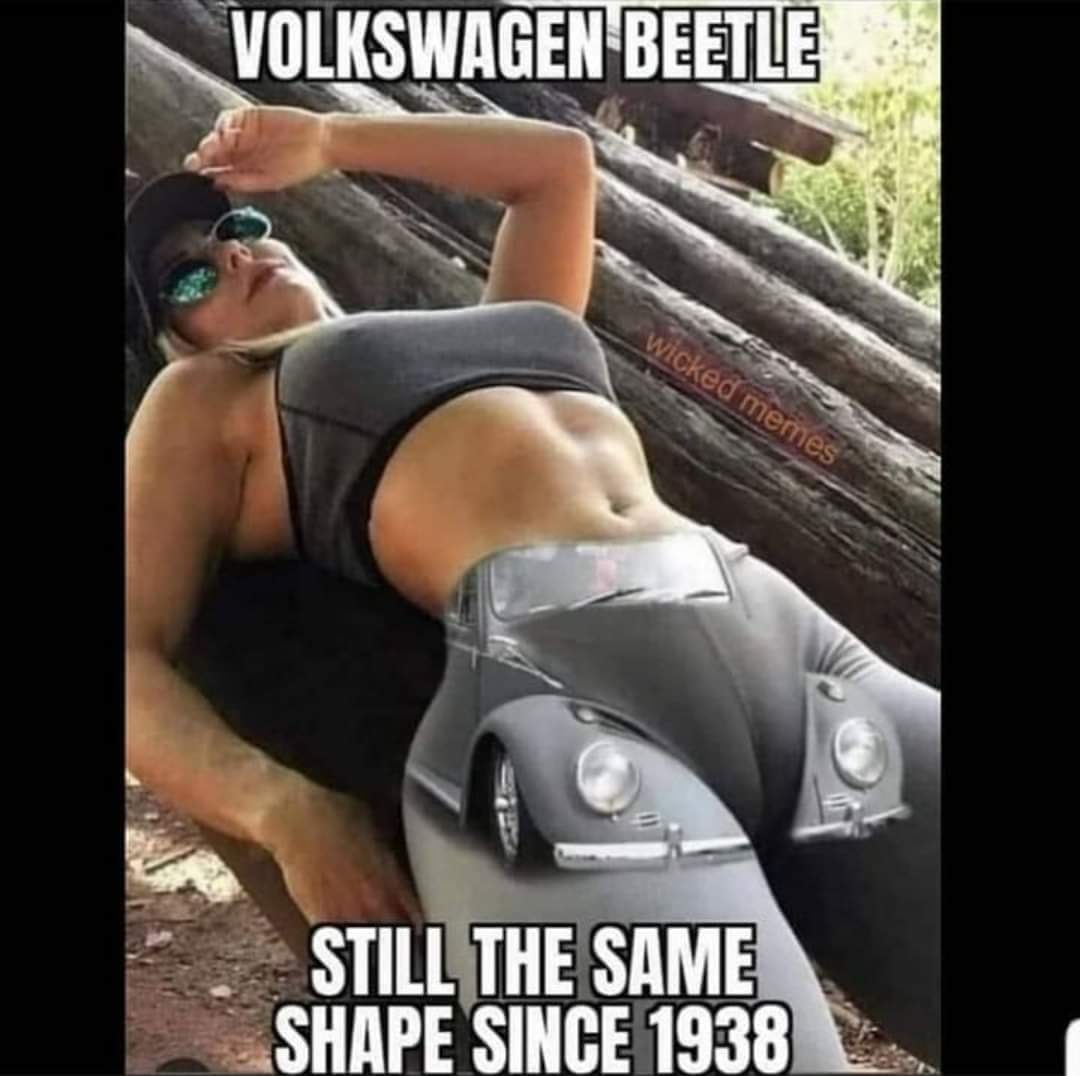 VOLKSWAGEN BEETLE
wicked memes
STILL THE SAME
SHAPE SINCE 1938